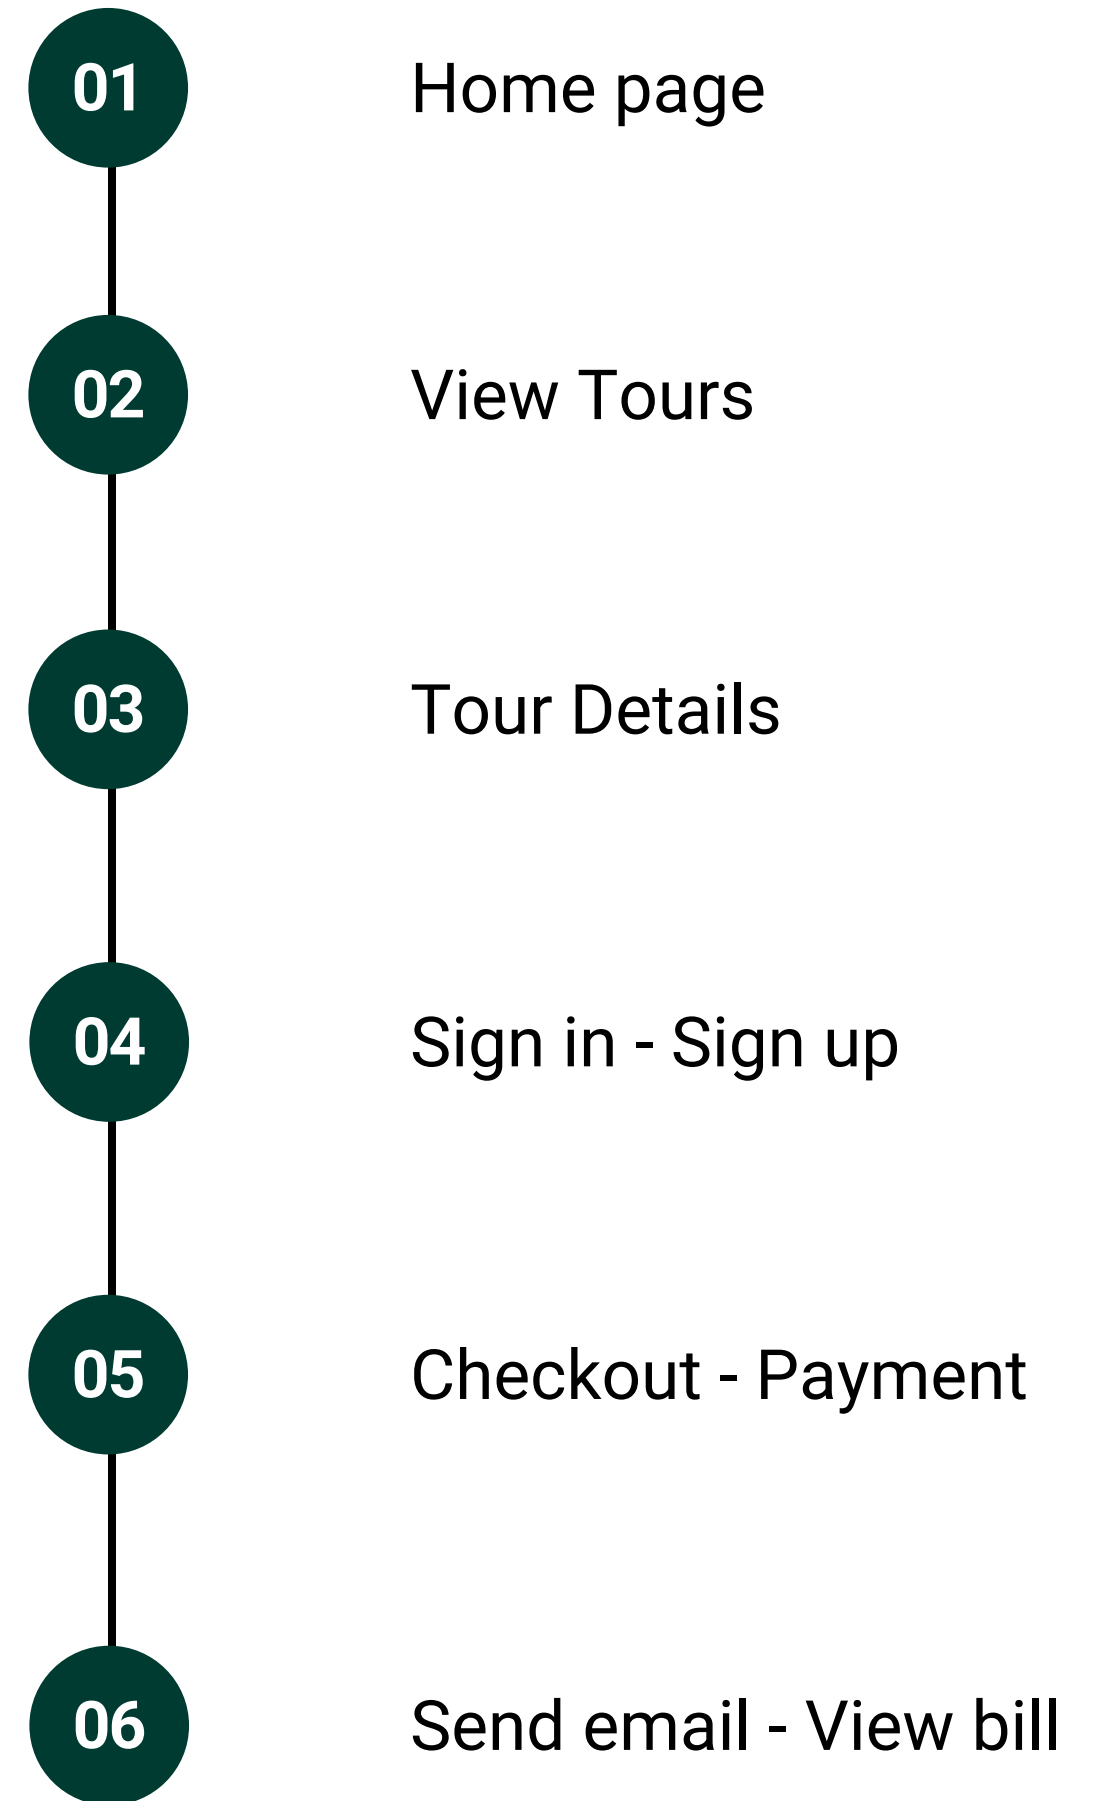 01 Home page
02 View Tours
03 Tour Details
04 Sign in - Sign up
05 Checkout - Payment
06 Send email - View bill